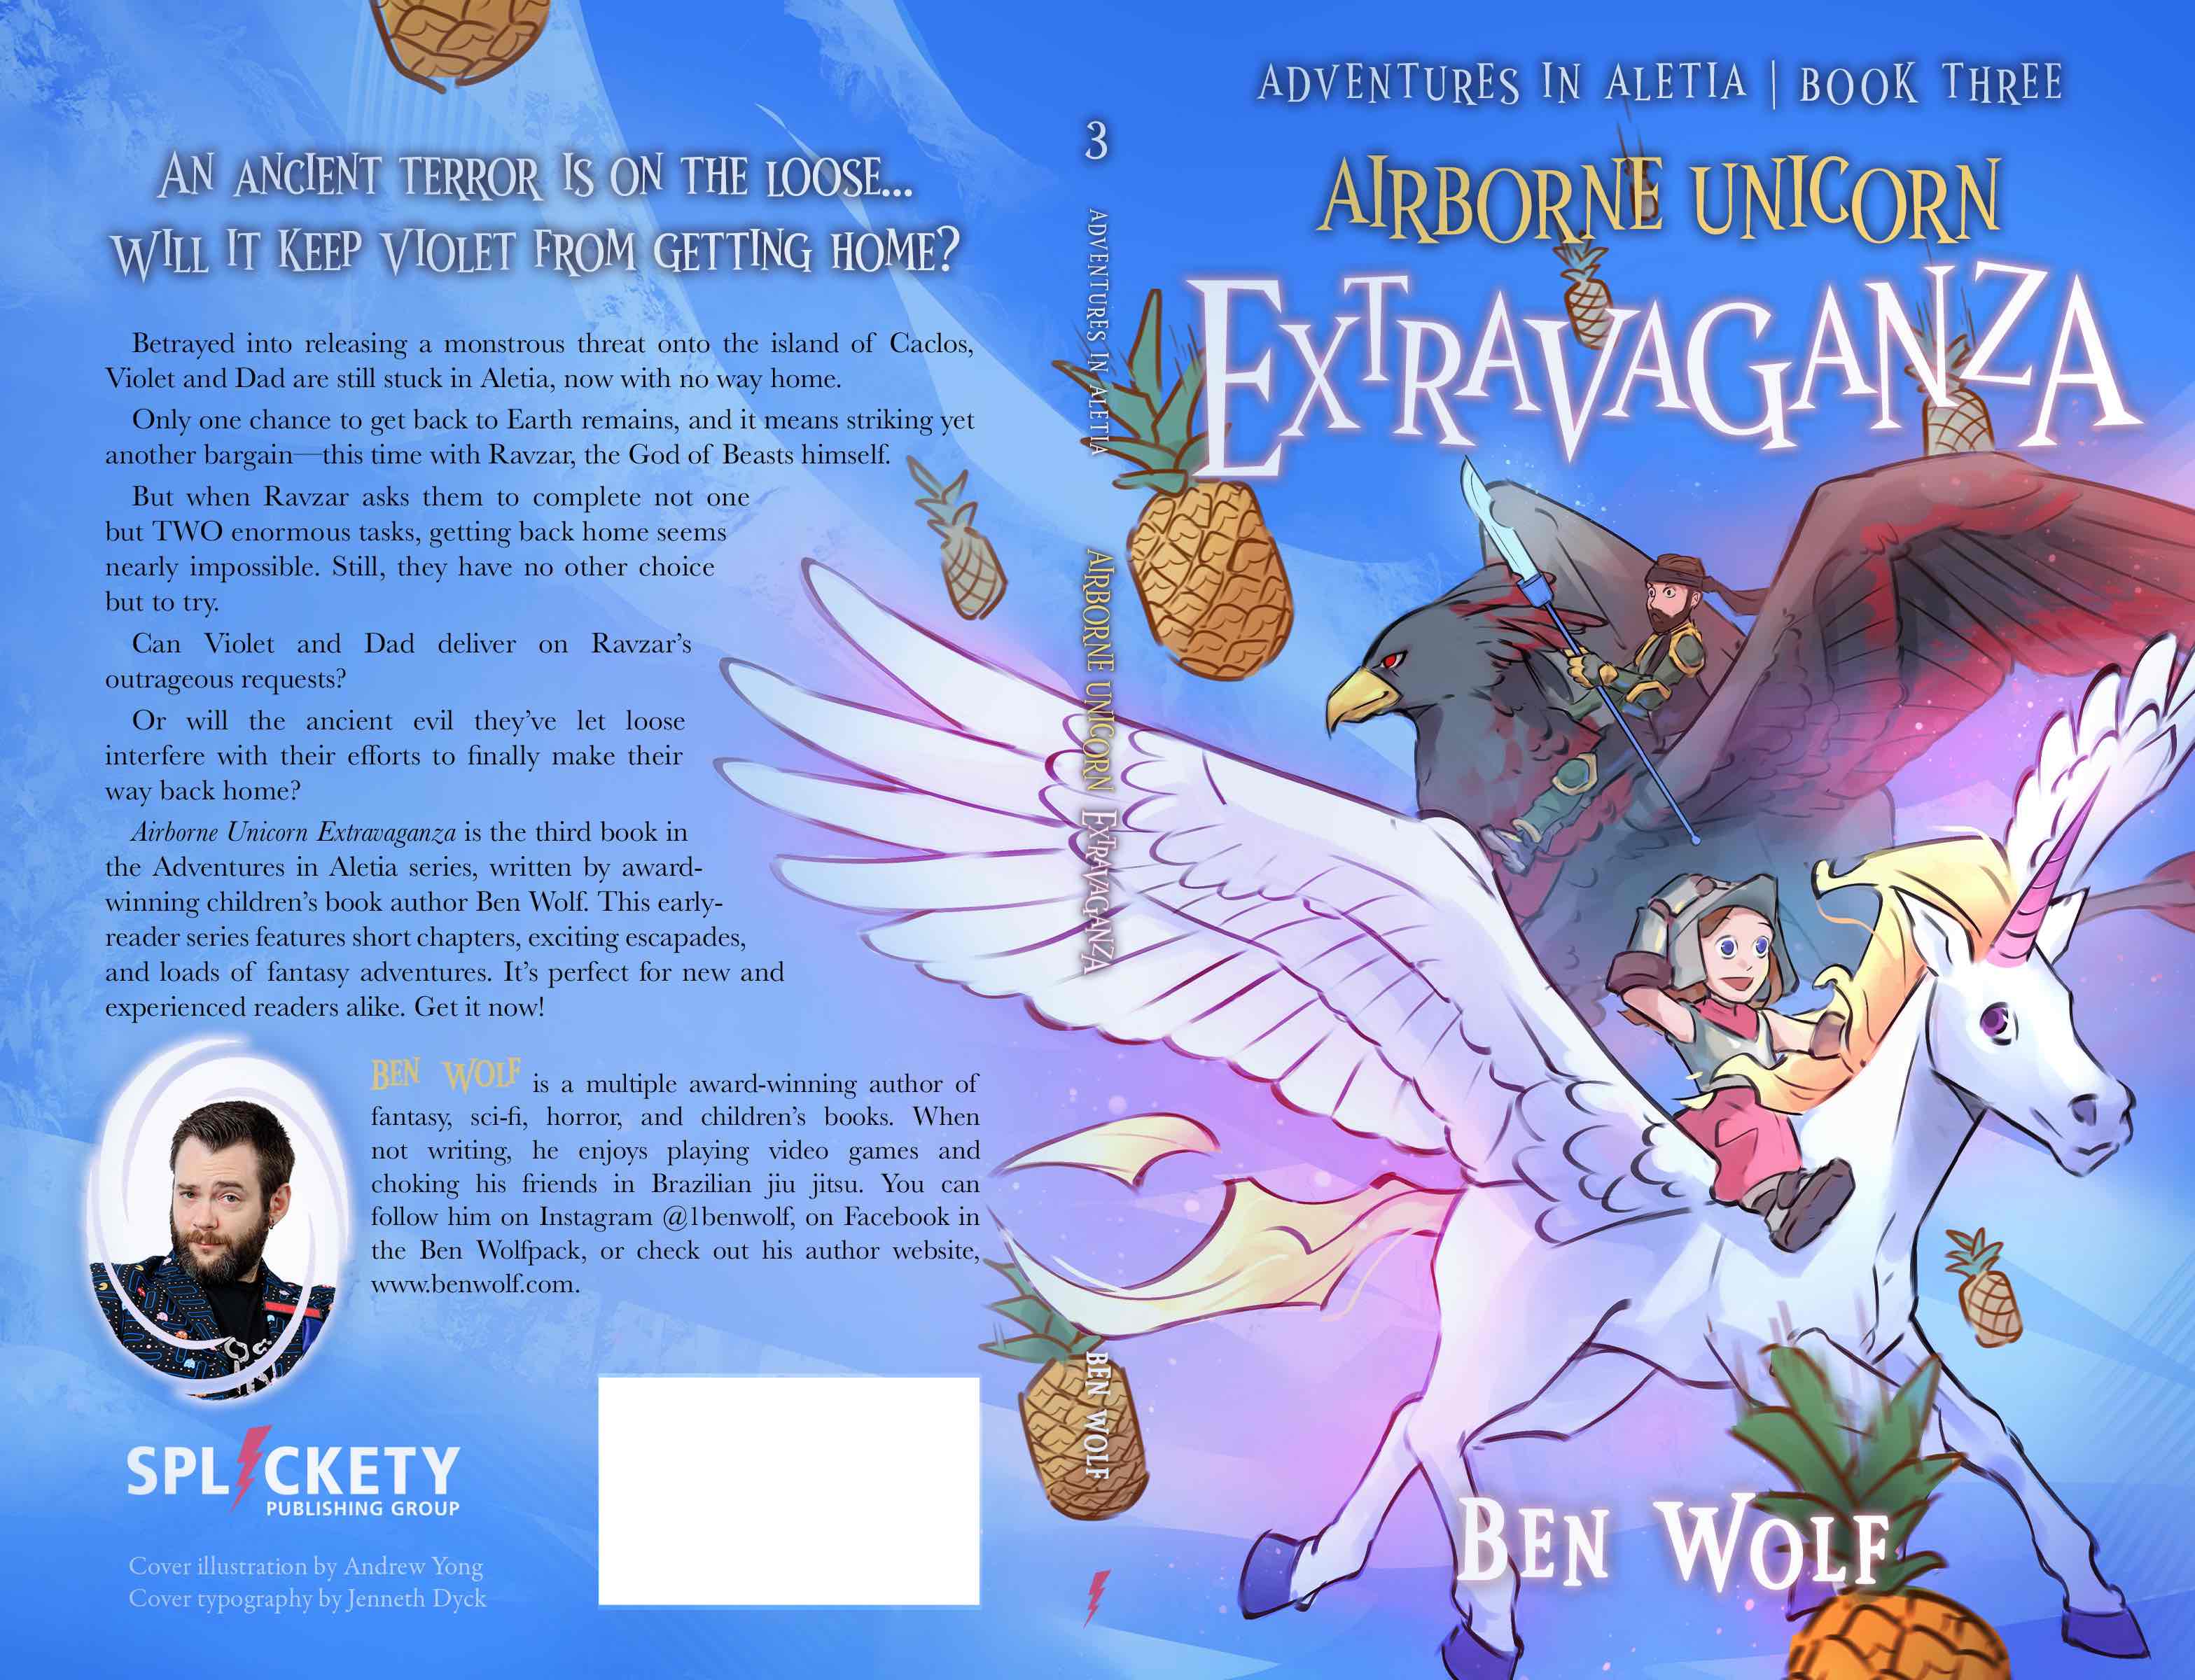 AN ANCIENT TERROR IS ON THE LOOSE...
WILL IT KEEP VIOLET FROM GETTING HOME?
Betrayed into releasing a monstrous threat onto the island of Caclos,
Violet and Dad are still stuck in Aletia, now with no way home.
Only one chance to get back to Earth remains, and it means striking yet
another bargain—this time with Ravzar, the God of Beasts himself.
But when Ravzar asks them to complete not one
but TWO enormous tasks, getting back home seems
nearly impossible. Still, they have no other choice
but to try.
Can Violet and Dad deliver on Ravzar’s
outrageous requests?
Or will the ancient evil they’ve let loose
interfere with their efforts to finally make their
way back home?
Airborne Unicorn Extravaganza is the third book in
the Adventures in Aletia series, written by award-
winning children’s book author Ben Wolf. This early-
reader series features short chapters, exciting escapades,
and loads of fantasy adventures. It’s perfect for new and
experienced readers alike. Get it now!
BEN WOLF is a multiple award-winning author of
fantasy, sci-fi, horror, and children’s books. When
not writing, he enjoys playing video games and
choking his friends in Brazilian jiu jitsu. You can
follow him on Instagram @1benwolf, on Facebook in
the Ben Wolfpack, or check out his author website,
www.benwolf.com.
SPLICKETY
PUBLISHING GROUP
Cover illustration by Andrew Yong
Cover typography by Jenneth Dyck
3
ADVENTURES IN ALETIA
AIRBORNE UNICORN EXTRAVAGANZA
BEN WOLF
ADVENTURES IN ALETIA | BOOK THREE
AIRBORNE UNICORN
EXTRAVAGANZA
BEN WOLF